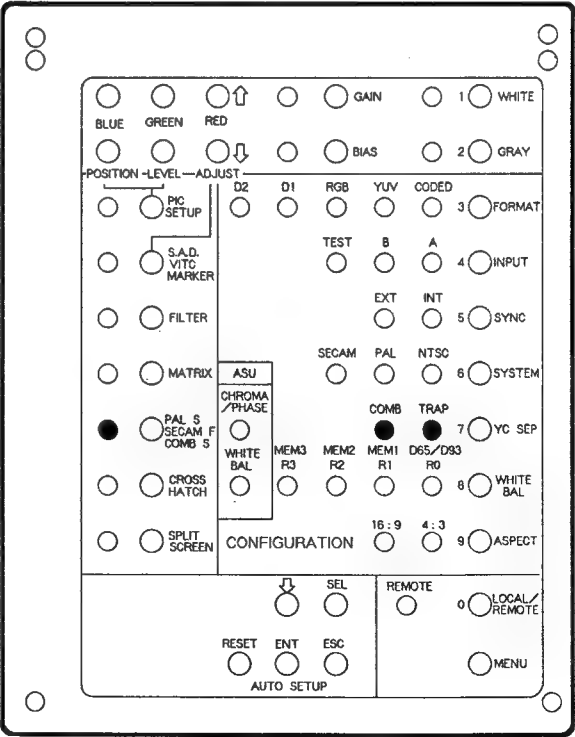 1 GAIN WHITE
BLUE GREEN RED
2 BIAS GRAY
POSITION LEVEL ADJUST
D2 D1 RGB YUV CODED
PIC
SETUP
3 FORMAT
TEST B A
S.A.D.
VITC
MARKER
4 INPUT
EXT INT
FILTER
5 SYNC
SECAM PAL NTSC
MATRIX
ASU
6 SYSTEM
CHROMA
/PHASE
COMB TRAP
PAL S
SECAM F
COMB S
7 YC SEP
WHITE
BAL
MEM3
R3
MEM2
R2
MEM1
R1
D65/D93
R0
CROSS
HATCH
8 WHITE
BAL
16:9 4:3
SPLIT
SCREEN
CONFIGURATION
9 ASPECT
SEL
REMOTE
0 LOCAL/
REMOTE
RESET ENT ESC
MENU
AUTO SETUP